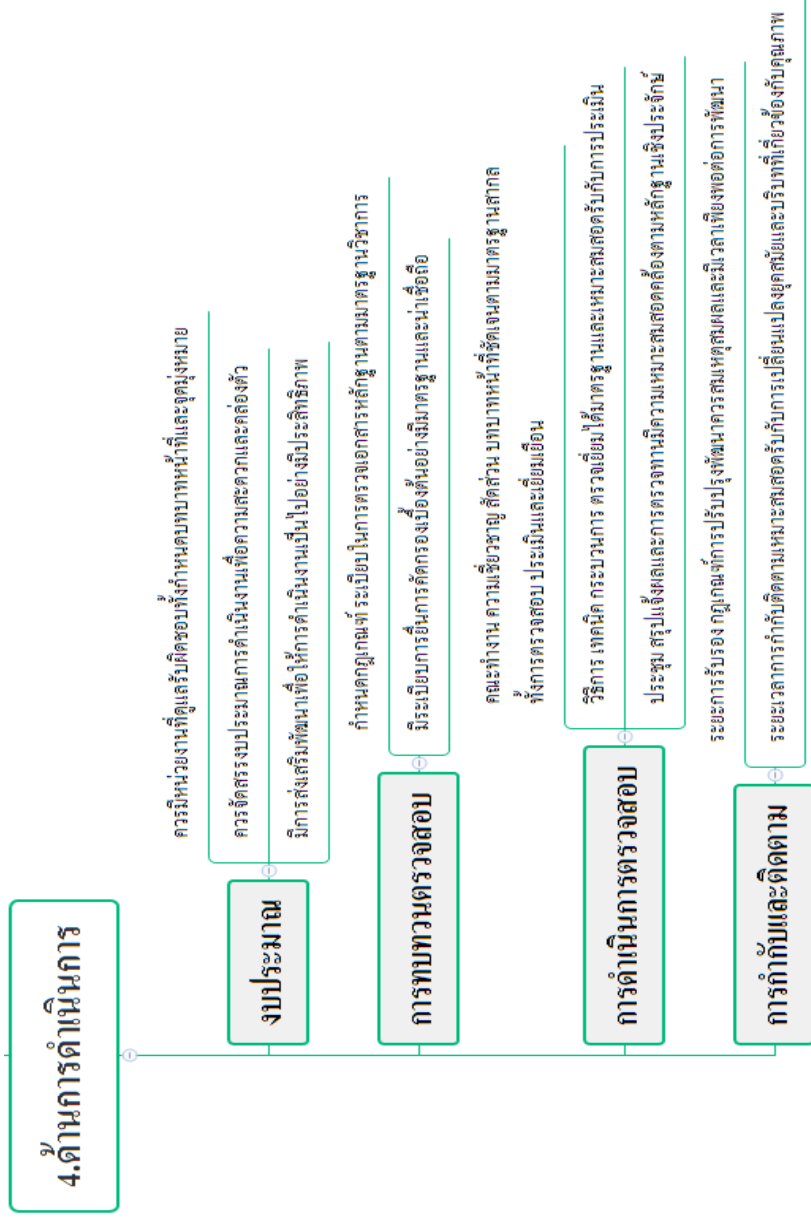 4.ด้านการดำเนินการ
งบประมาณ
ควรมีหน่วยงานที่ดูแลรับผิดชอบทั้งกำหนดบทบาทหน้าที่และจุดมุ่งหมาย
ควรจัดสรรงบประมาณการดำเนินงานเพื่อความสะดวกและคล่องตัว
มีการส่งเสริมพัฒนาเพื่อให้การดำเนินงานเป็นไปอย่างมีประสิทธิภาพ
การทบทวนตรวจสอบ
กำหนดกฎเกณฑ์ ระเบียบในการตรวจเอกสารหลักฐานตามมาตรฐานวิชาการ
มีระเบียบการยื่นการคัดกรองเบื้องต้นอย่างมีมาตรฐานและน่าเชื่อถือ
การดำเนินการตรวจสอบ
คณะทำงาน ความเชี่ยวชาญ สัดส่วน บทบาทหน้าที่ชัดเจนตามมาตรฐานสากล
ทั้งการตรวจสอบ ประเมินและเยี่ยมเยือน
วิธีการ เทคนิค กระบวนการ ตรวจเยี่ยมได้มาตรฐานและเหมาะสมสอดรับกับการประเมิน
ประชุม สรุปแจ้งผลและการตรวจทานมีความเหมาะสมสอดคล้องตามหลักฐานเชิงประจักษ์
การกำกับและติดตาม
ระยะการรับรอง กฎเกณฑ์การปรับปรุงพัฒนาควรสมเหตุสมผลและมีเวลาเพียงพอต่อการพัฒนา
ระยะเวลาการกำกับติดตามเหมาะสมสอดรับกับการเปลี่ยนแปลงยุคสมัยและบริบทที่เกี่ยวข้องกับคุณภาพ